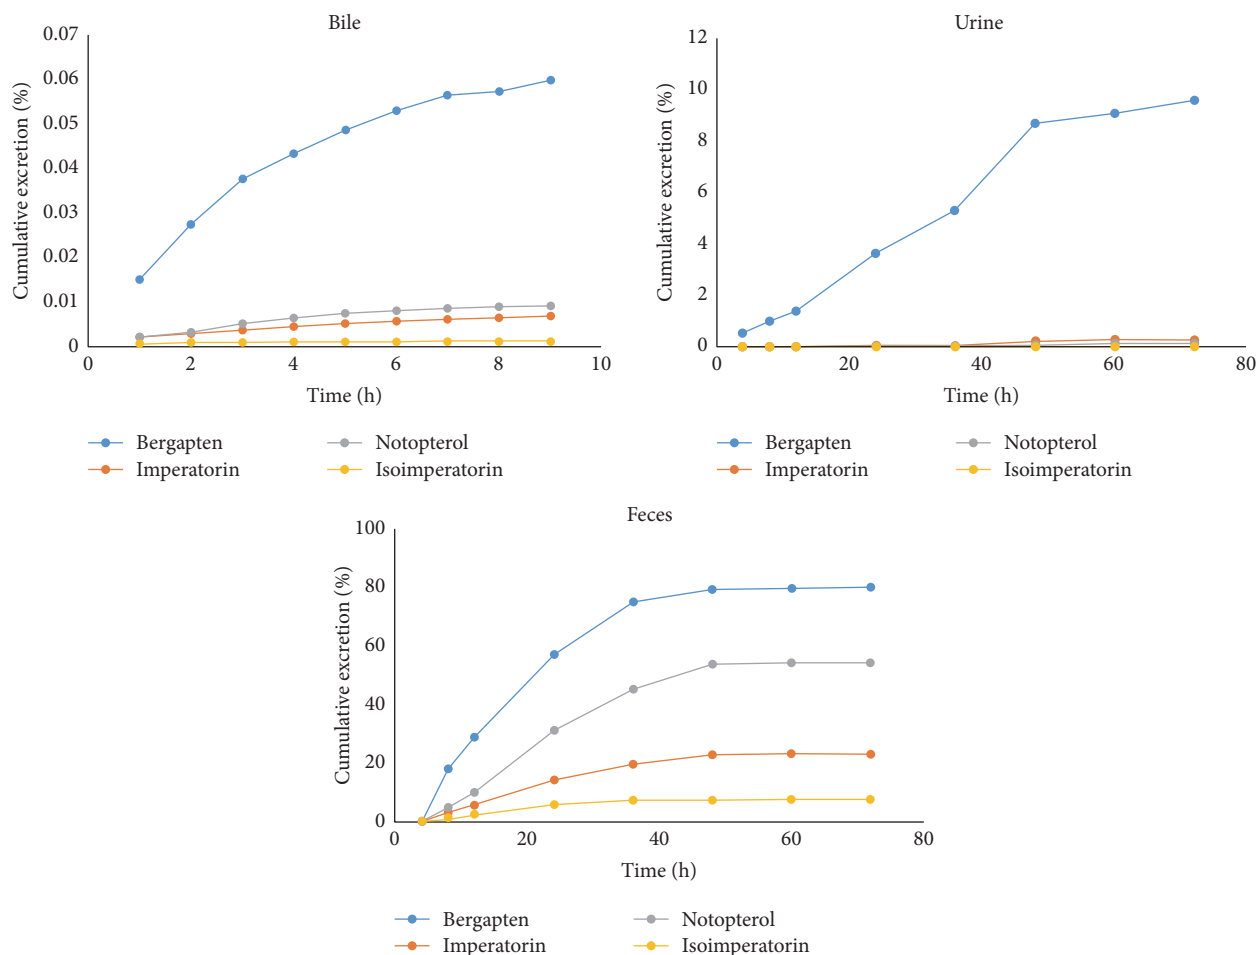 Bile
Cumulative excretion (%)
0.07
0.06
0.05
0.04
0.03
0.02
0.01
0
0 2 4 6 8 10
Time (h)
Bergapten Notopterol
Imperatorin Isoimperatorin
Urine
Cumulative excretion (%)
12
10
8
6
4
2
0
0 20 40 60 80
Time (h)
Bergapten Notopterol
Imperatorin Isoimperatorin
Feces
Cumulative excretion (%)
100
80
60
40
20
0
0 20 40 60 80
Time (h)
Bergapten Notopterol
Imperatorin Isoimperatorin